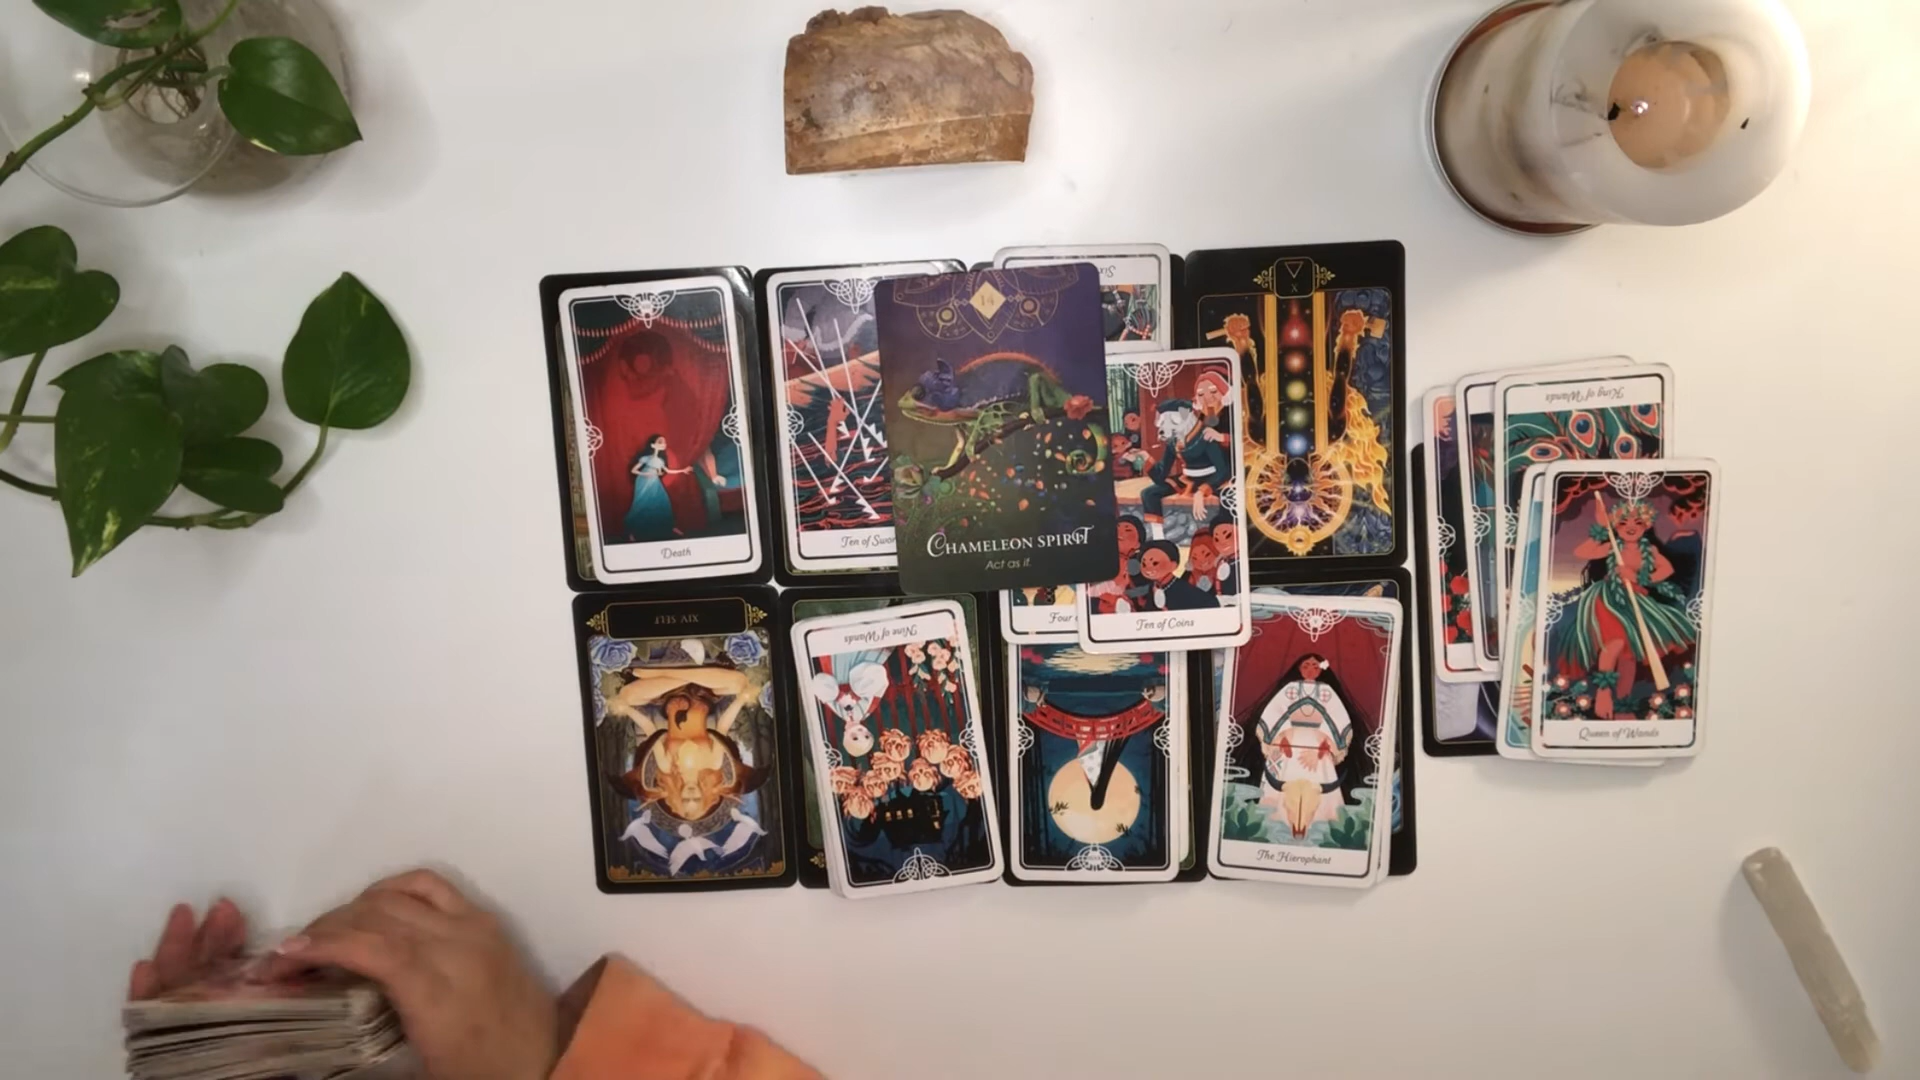 SIX
X
14
King of Wands
Death
Ten of Swor
CHAMELEON SPIRIT
Act as if.
Four
Ten of Coins
XIV. SELF
Nine of Wands
Queen of Wands
The Hierophant